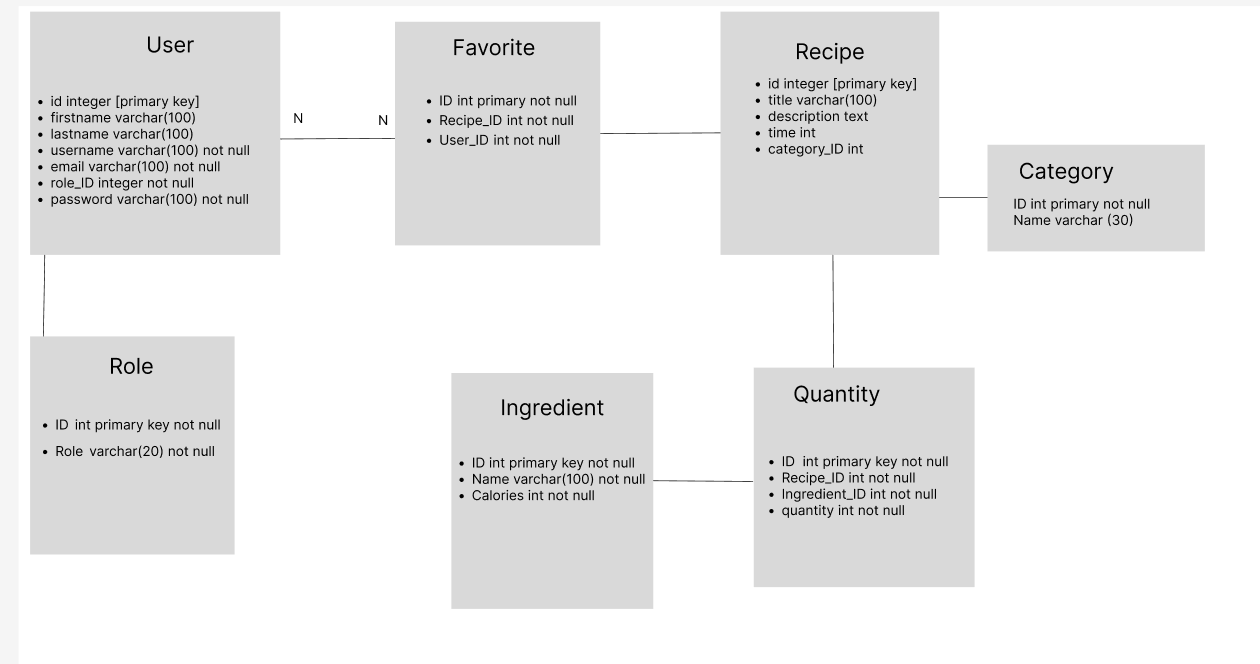 User
• id integer [primary key]
• firstname varchar(100)
• lastname varchar(100)
• username varchar(100) not null
• email varchar(100) not null
• role_ID integer not null
• password varchar(100) not null
N
N
Favorite
• ID int primary not null
• Recipe_ID int not null
• User_ID int not null
Recipe
• id integer [primary key]
• title varchar(100)
• description text
• time int
• category_ID int
Category
ID int primary not null
Name varchar (30)
Role
• ID int primary key not null
• Role varchar(20) not null
Ingredient
• ID int primary key not null
• Name varchar(100) not null
• Calories int not null
Quantity
• ID int primary key not null
• Recipe_ID int not null
• Ingredient_ID int not null
• quantity int not null